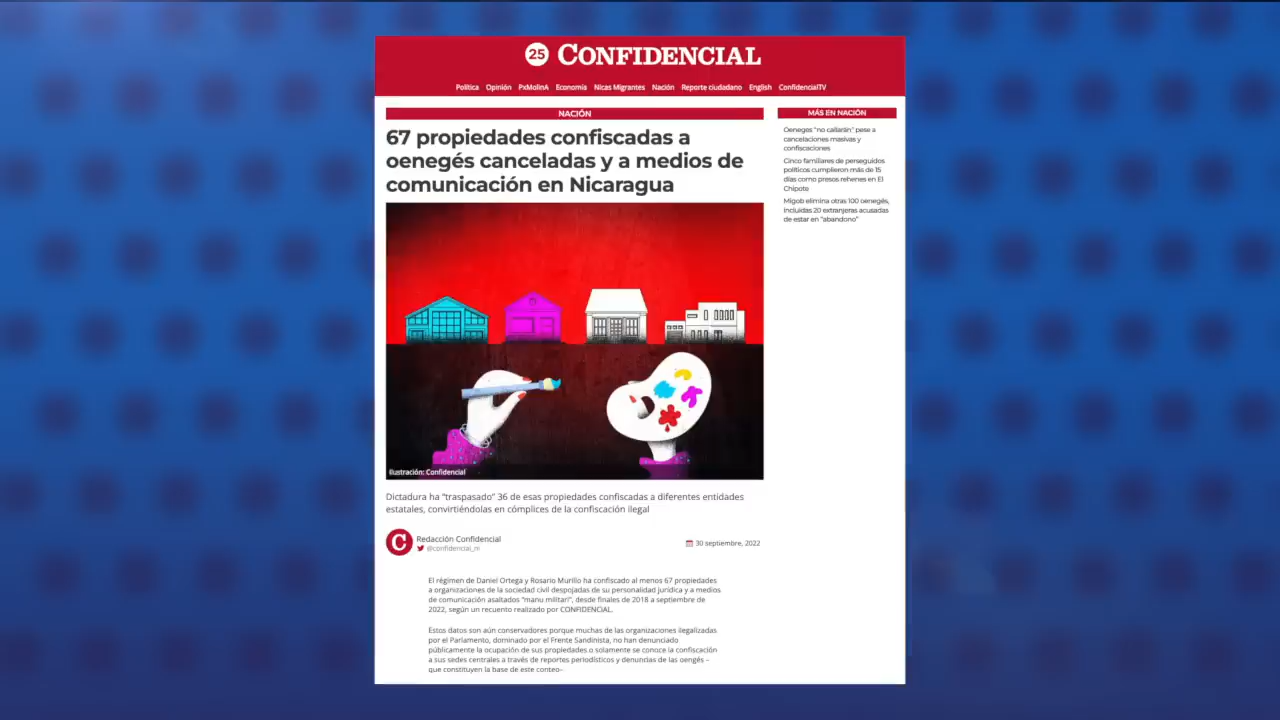 25 CONFIDENCIAL
Política Opinión PxMolinA Economía Nicas Migrantes Nación Reporte ciudadano English ConfidencialTV
NACIÓN
67 propiedades confiscadas a
oenegés canceladas y a medios de
comunicación en Nicaragua
Ilustración: Confidencial
Dictadura ha "traspasado" 36 de esas propiedades confiscadas a diferentes entidades
estatales, convirtiéndolas en cómplices de la confiscación ilegal
C
Redacción Confidencial
@confidencial_ni
30 septiembre, 2022
El régimen de Daniel Ortega y Rosario Murillo ha confiscado al menos 67 propiedades
a organizaciones de la sociedad civil despojadas de su personalidad jurídica y a medios
de comunicación asaltados "manu militari", desde finales de 2018 a septiembre de
2022, según un recuento realizado por CONFIDENCIAL.
Estos datos son aún conservadores porque muchas de las organizaciones ilegalizadas
por el Parlamento, dominado por el Frente Sandinista, no han denunciado
públicamente la ocupación de sus propiedades o solamente se conoce la confiscación
a sus sedes centrales a través de reportes periodísticos y denuncias de las oengés –
que constituyen la base de este conteo–
MÁS EN NACIÓN
Oenegés "no callarán" pese a
cancelaciones masivas y
confiscaciones
Cinco familiares de perseguidos
políticos cumplieron más de 15
días como presos rehenes en El
Chipote
Migob elimina otras 100 oenegés,
incluidas 20 extranjeras acusadas
de estar en "abandono"